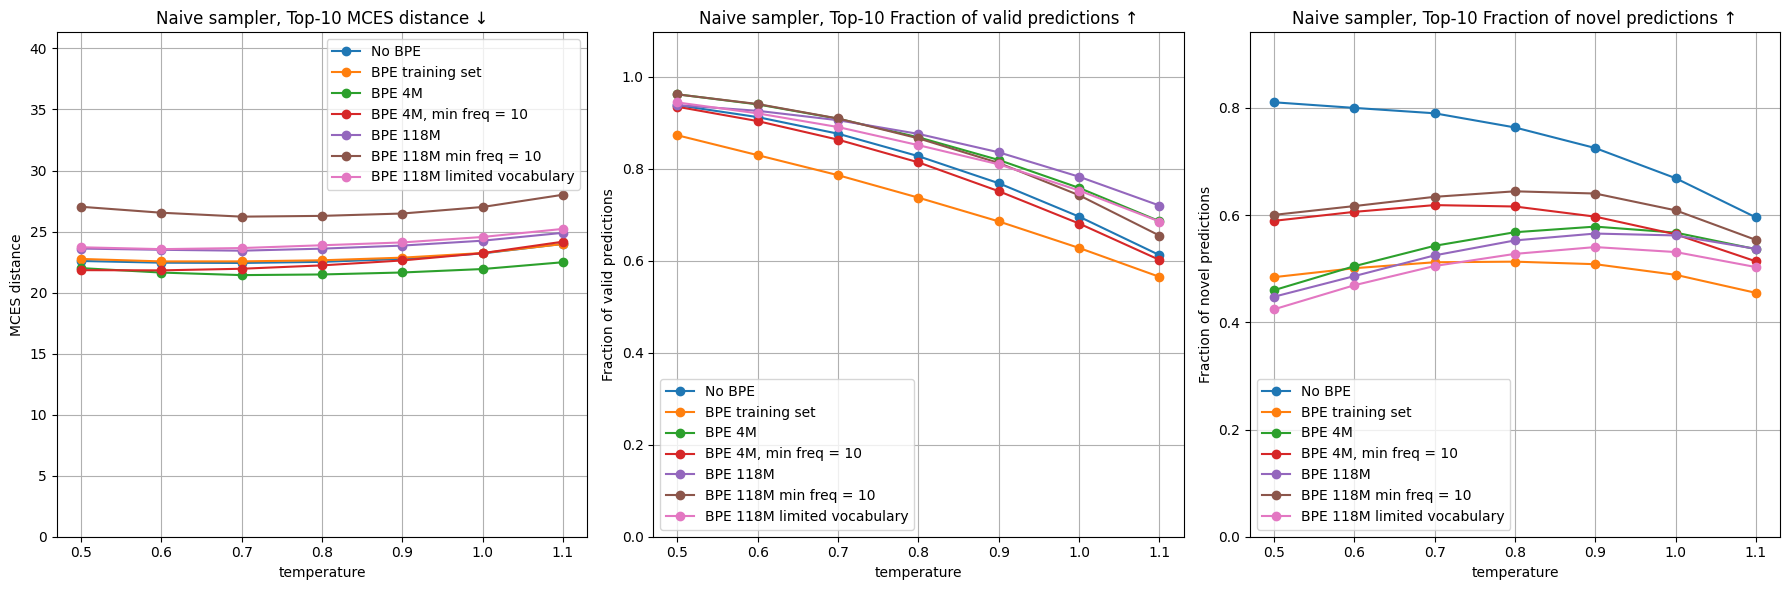 Naive sampler, Top-10 MCES distance ↓
MCES distance
40
35
30
25
20
15
10
5
0
0.5 0.6 0.7 0.8 0.9 1.0 1.1
temperature
No BPE
BPE training set
BPE 4M
BPE 4M, min freq = 10
BPE 118M
BPE 118M min freq = 10
BPE 118M limited vocabulary
Naive sampler, Top-10 Fraction of valid predictions ↑
Fraction of valid predictions
1.0
0.8
0.6
0.4
0.2
0.0
0.5 0.6 0.7 0.8 0.9 1.0 1.1
temperature
No BPE
BPE training set
BPE 4M
BPE 4M, min freq = 10
BPE 118M
BPE 118M min freq = 10
BPE 118M limited vocabulary
Naive sampler, Top-10 Fraction of novel predictions ↑
Fraction of novel predictions
0.8
0.6
0.4
0.2
0.0
0.5 0.6 0.7 0.8 0.9 1.0 1.1
temperature
No BPE
BPE training set
BPE 4M
BPE 4M, min freq = 10
BPE 118M
BPE 118M min freq = 10
BPE 118M limited vocabulary